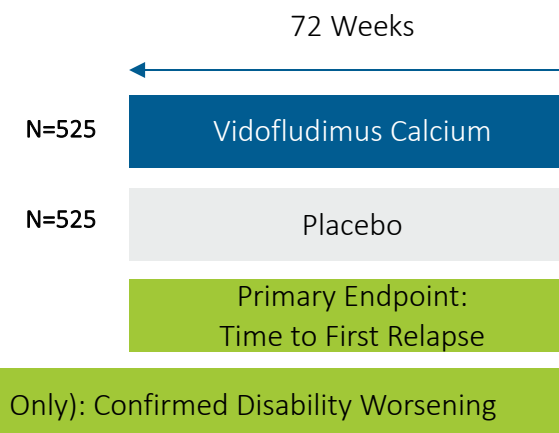 72 Weeks
N=525 Vidofludimus Calcium
N=525 Placebo
Primary Endpoint:
Time to First Relapse
Only): Confirmed Disability Worsening